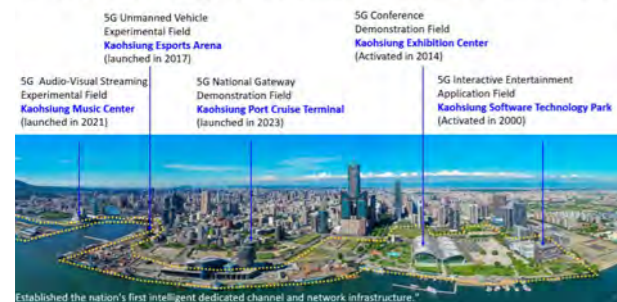 5G Unmanned Vehicle
Experimental Field
Kaohsiung Esports Arena
(launched in 2017)
5G Conference
Demonstration Field
Kaohsiung Exhibition Center
(Activated in 2014)
5G Audio-Visual Streaming
Experimental Field
Kaohsiung Music Center
(launched in 2021)
5G National Gateway
Demonstration Field
Kaohsiung Port Cruise Terminal
(launched in 2023)
5G Interactive Entertainment
Application Field
Kaohsiung Software Technology Park
(Activated in 2000)
Established the nation's first intelligent dedicated channel and network infrastructure."